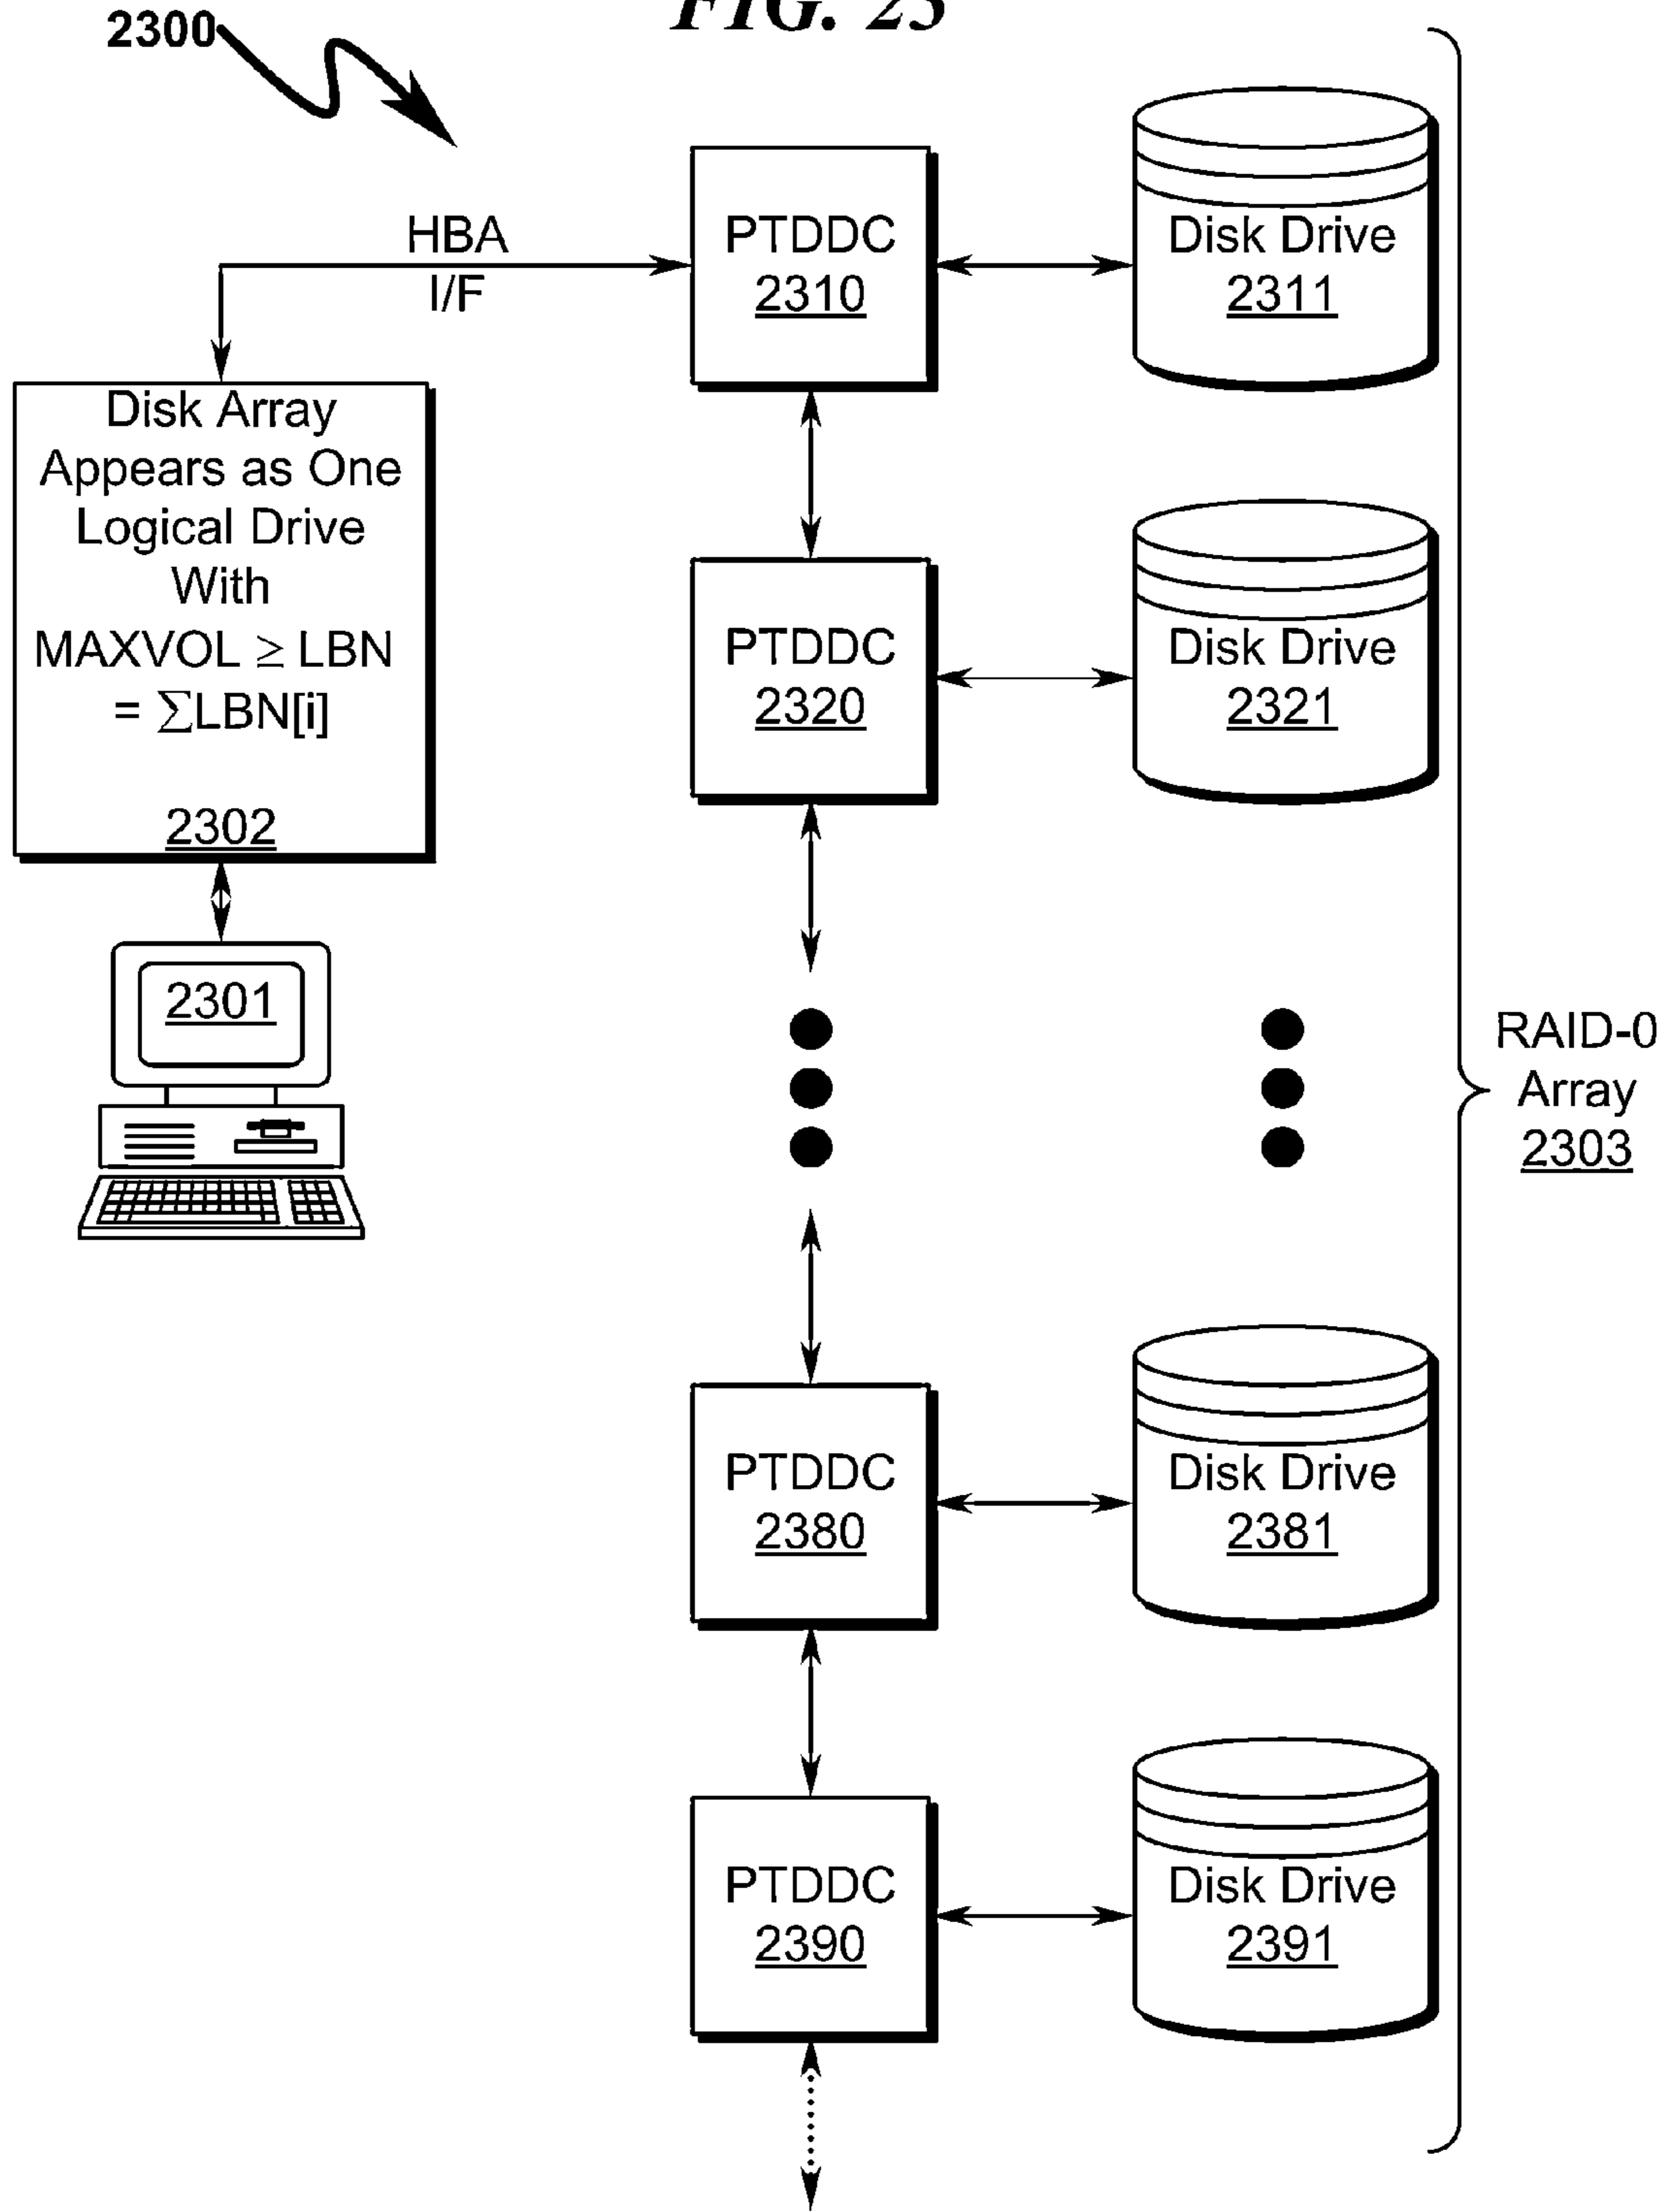 FIG. 23
2300
HBA
I/F
PTDDC
2310
Disk Drive
2311
Disk Array
Appears as One
Logical Drive
With
MAXVOL ≥ LBN
= ∑LBN[i]
2302
PTDDC
2320
Disk Drive
2321
2301
RAID-0
Array
2303
PTDDC
2380
Disk Drive
2381
PTDDC
2390
Disk Drive
2391